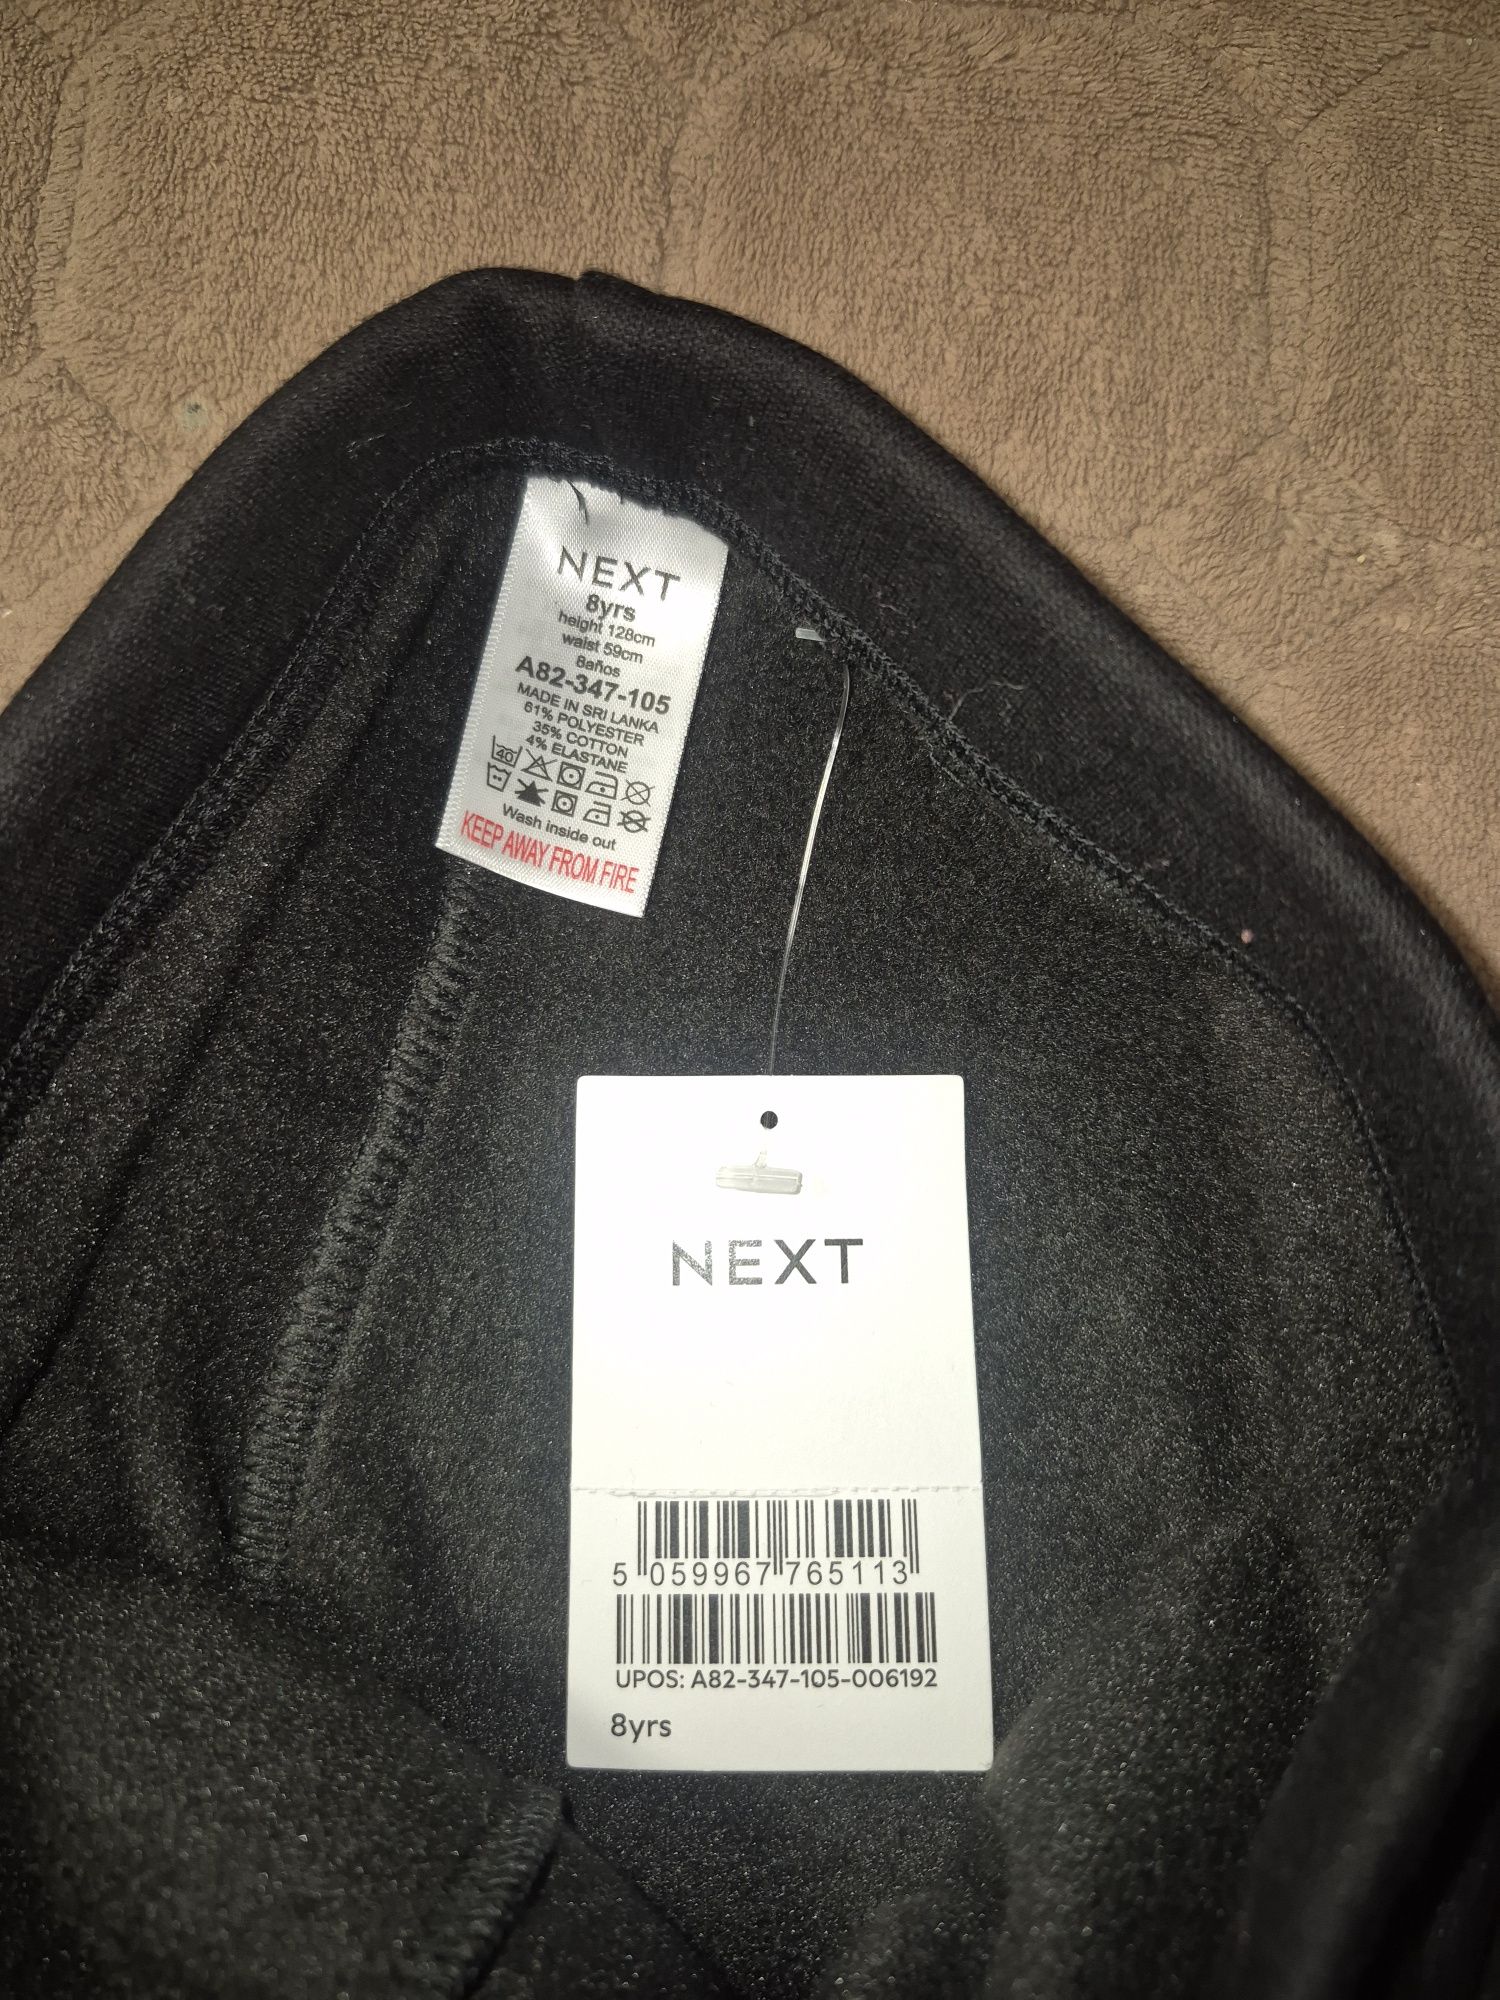 NEXT
8yrs
height 128cm
waist 59cm
8años
A82-347-105
MADE IN SRI LANKA
61% POLYESTER
35% COTTON
4% ELASTANE
40
Wash inside out
KEEP AWAY FROM FIRE
NEXT
5 059967 765113
UPOS: A82-347-105-006192
8yrs